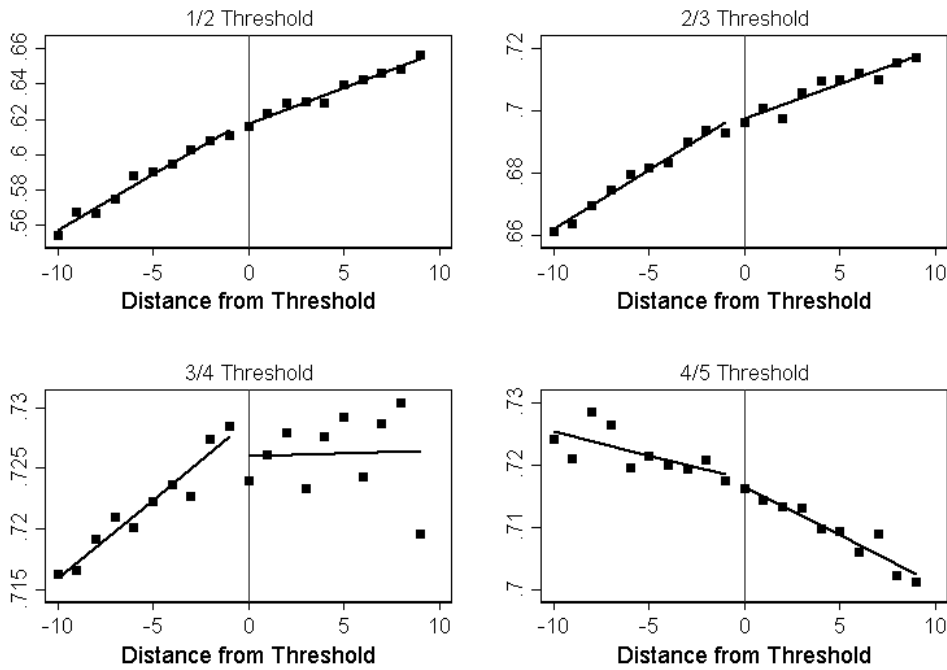 1/2 Threshold
.66
.64
.62
.6
.58
.56
-10 -5 0 5 10
Distance from Threshold
2/3 Threshold
.72
.7
.68
.66
-10 -5 0 5 10
Distance from Threshold
3/4 Threshold
.73
.725
.72
.715
-10 -5 0 5 10
Distance from Threshold
4/5 Threshold
.73
.72
.71
.7
-10 -5 0 5 10
Distance from Threshold